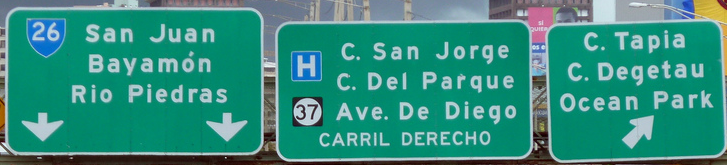 26
San Juan
Bayamón
Rio Piedras
H
C. San Jorge
C. Del Parque
37
Ave. De Diego
CARRIL DERECHO
C. Tapia
C. Degetau
Ocean Park